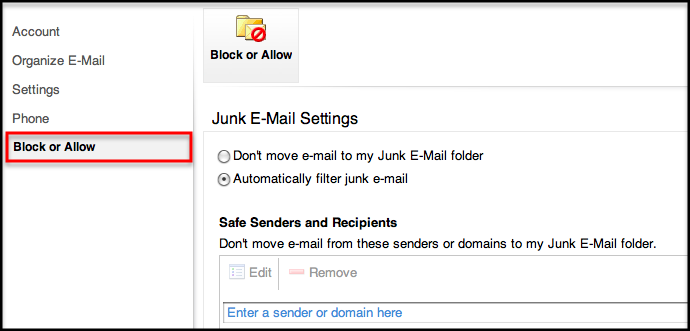 Account
Organize E-Mail
Settings
Phone
Block or Allow
Block or Allow
Junk E-Mail Settings
Don't move e-mail to my Junk E-Mail folder
Automatically filter junk e-mail
Safe Senders and Recipients
Don't move e-mail from these senders or domains to my Junk E-Mail folder.
Edit Remove
Enter a sender or domain here